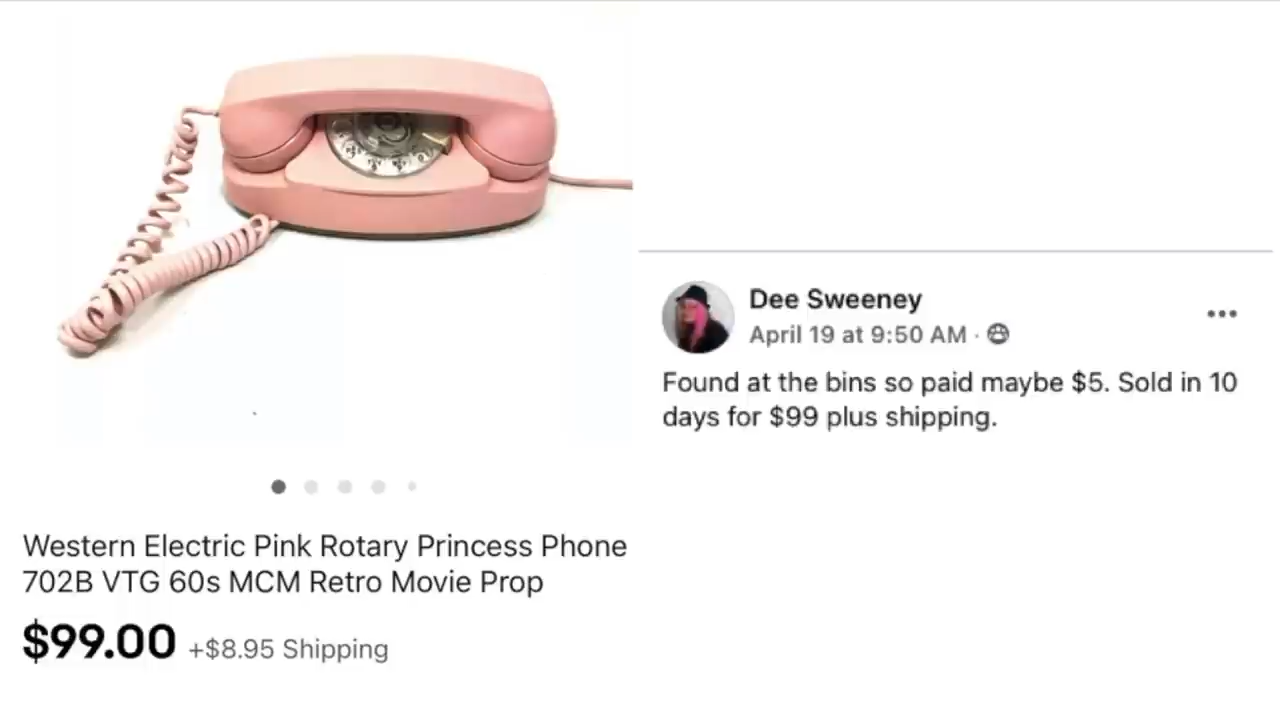 Western Electric Pink Rotary Princess Phone
702B VTG 60s MCM Retro Movie Prop
$99.00 +$8.95 Shipping
Dee Sweeney
April 19 at 9:50 AM ·
Found at the bins so paid maybe $5. Sold in 10
days for $99 plus shipping.